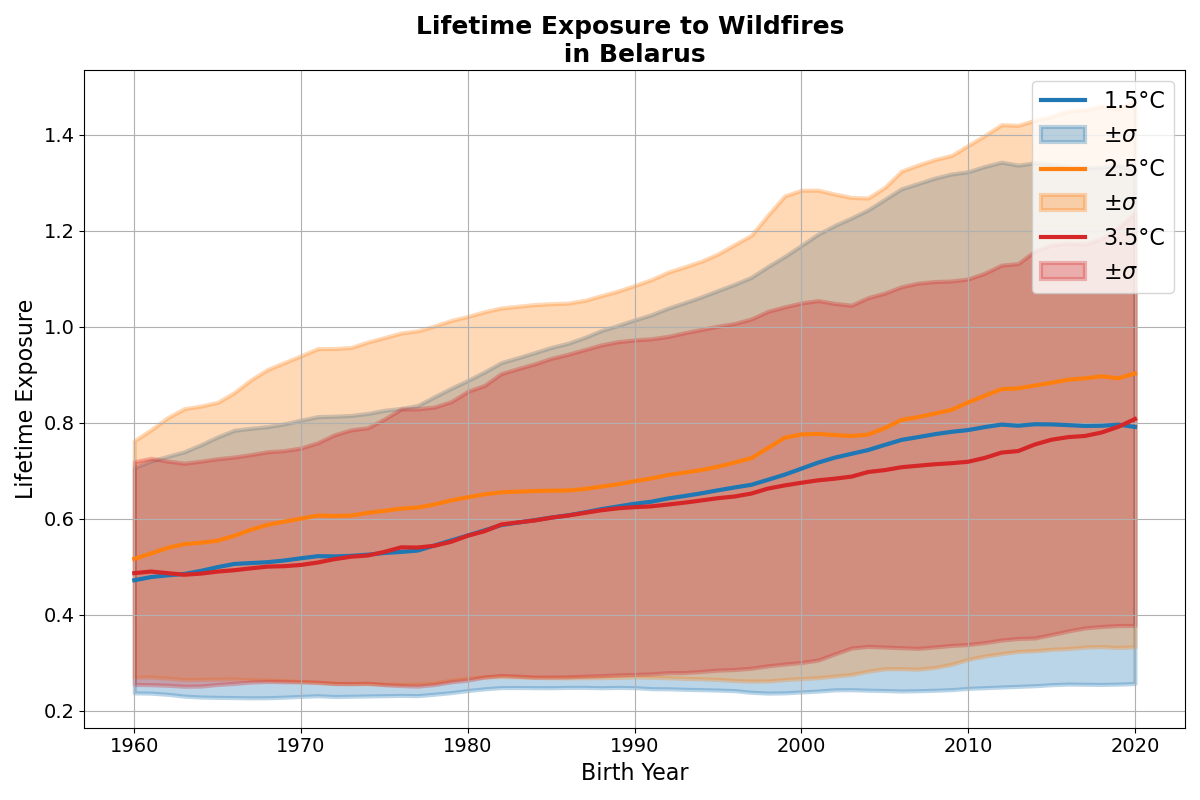 Lifetime Exposure to Wildfires
in Belarus
Lifetime Exposure
1.4
1.2
1.0
0.8
0.6
0.4
0.2
1.5°C
±σ
2.5°C
±σ
3.5°C
±σ
1960 1970 1980 1990 2000 2010 2020
Birth Year